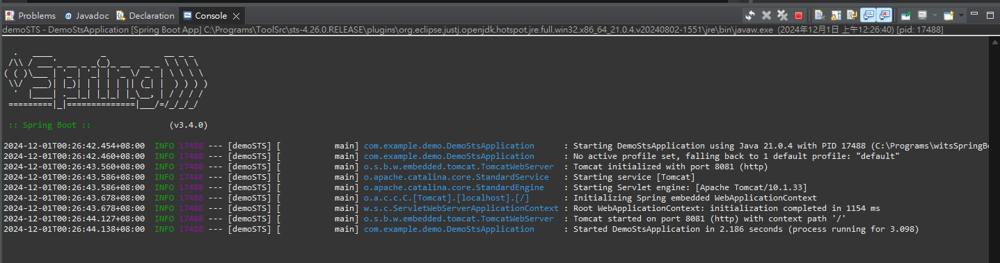 Problems Javadoc Declaration Console
demoSTS - DemoStsApplication [Spring Boot App] C:\Programs\ToolSrc\sts-4.26.0.RELEASE\plugins\org.eclipse.justj.openjdk.hotspot.jre.full.win32.x86_64_21.0.4.v20240802-1551\jre\bin\javaw.exe (2024年12月1日 上午12:26:40) [pid: 17488]
  .   ____          _            __ _ _
 /\\ / ___'_ __ _ _(_)_ __  __ _ \ \ \ \
( ( )\___ | '_ | '_| | '_ \/ _` | \ \ \ \
 \\/  ___)| |_)| | | | | || (_| |  ) ) ) )
  '  |____| .__|_| |_|_| |_\__, | / / / /
 =========|_|==============|___/=/_/_/_/
 :: Spring Boot ::                (v3.4.0)
2024-12-01T00:26:42.454+08:00  INFO 17488 --- [demoSTS] [           main] com.example.demo.DemoStsApplication      : Starting DemoStsApplication using Java 21.0.4 with PID 17488 (C:\Programs\witsSpringBo
2024-12-01T00:26:42.460+08:00  INFO 17488 --- [demoSTS] [           main] com.example.demo.DemoStsApplication      : No active profile set, falling back to 1 default profile: "default"
2024-12-01T00:26:43.560+08:00  INFO 17488 --- [demoSTS] [           main] o.s.b.w.embedded.tomcat.TomcatWebServer  : Tomcat initialized with port 8081 (http)
2024-12-01T00:26:43.586+08:00  INFO 17488 --- [demoSTS] [           main] o.apache.catalina.core.StandardService   : Starting service [Tomcat]
2024-12-01T00:26:43.586+08:00  INFO 17488 --- [demoSTS] [           main] o.apache.catalina.core.StandardEngine    : Starting Servlet engine: [Apache Tomcat/10.1.33]
2024-12-01T00:26:43.678+08:00  INFO 17488 --- [demoSTS] [           main] o.a.c.c.C.[Tomcat].[localhost].[/]       : Initializing Spring embedded WebApplicationContext
2024-12-01T00:26:43.678+08:00  INFO 17488 --- [demoSTS] [           main] w.s.c.ServletWebServerApplicationContext : Root WebApplicationContext: initialization completed in 1154 ms
2024-12-01T00:26:44.127+08:00  INFO 17488 --- [demoSTS] [           main] o.s.b.w.embedded.tomcat.TomcatWebServer  : Tomcat started on port 8081 (http) with context path '/'
2024-12-01T00:26:44.138+08:00  INFO 17488 --- [demoSTS] [           main] com.example.demo.DemoStsApplication      : Started DemoStsApplication in 2.186 seconds (process running for 3.098)